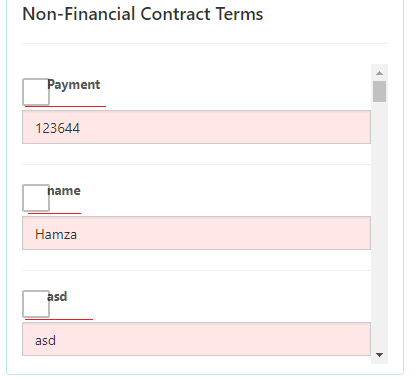 Non-Financial Contract Terms
Payment
123644
name
Hamza
asd
asd